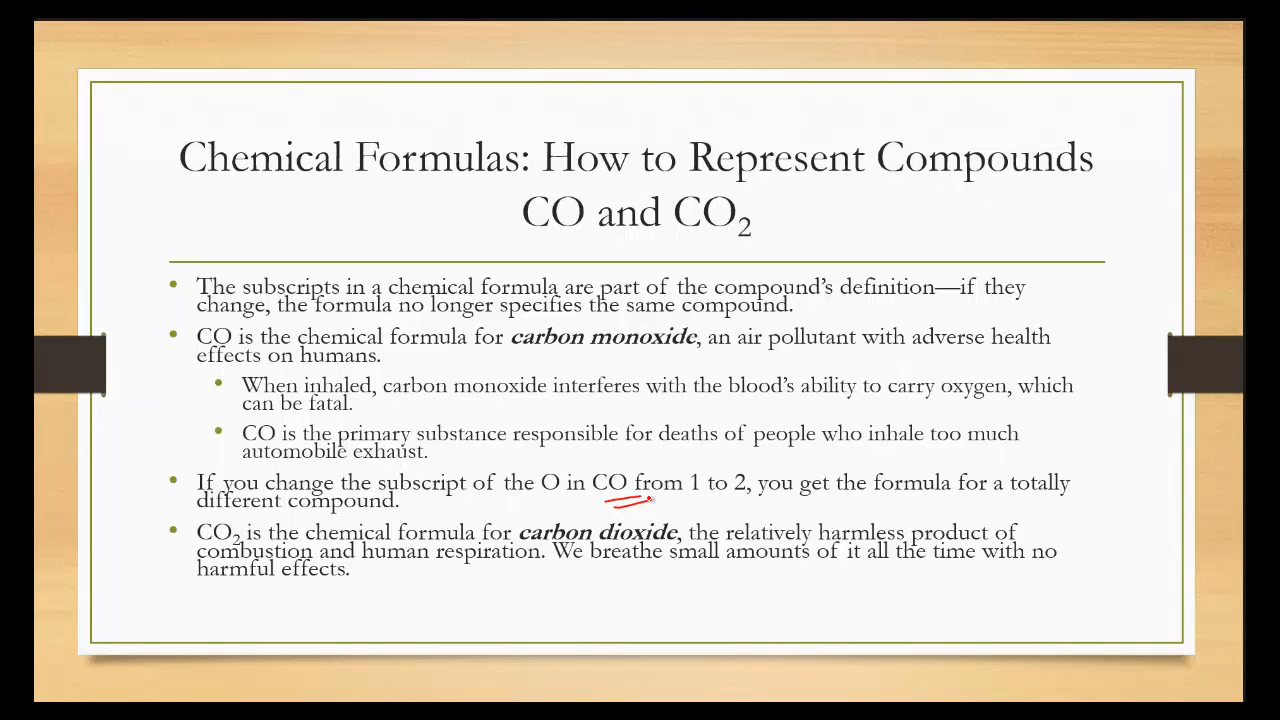 Chemical Formulas: How to Represent Compounds
CO and CO₂
• The subscripts in a chemical formula are part of the compound's definition—if they
change, the formula no longer specifies the same compound.
• CO is the chemical formula for carbon monoxide, an air pollutant with adverse health
effects on humans.
• When inhaled, carbon monoxide interferes with the blood's ability to carry oxygen, which
can be fatal.
• CO is the primary substance responsible for deaths of people who inhale too much
automobile exhaust.
• If you change the subscript of the O in CO from 1 to 2, you get the formula for a totally
different compound.
• CO₂ is the chemical formula for carbon dioxide, the relatively harmless product of
combustion and human respiration. We breathe small amounts of it all the time with no
harmful effects.